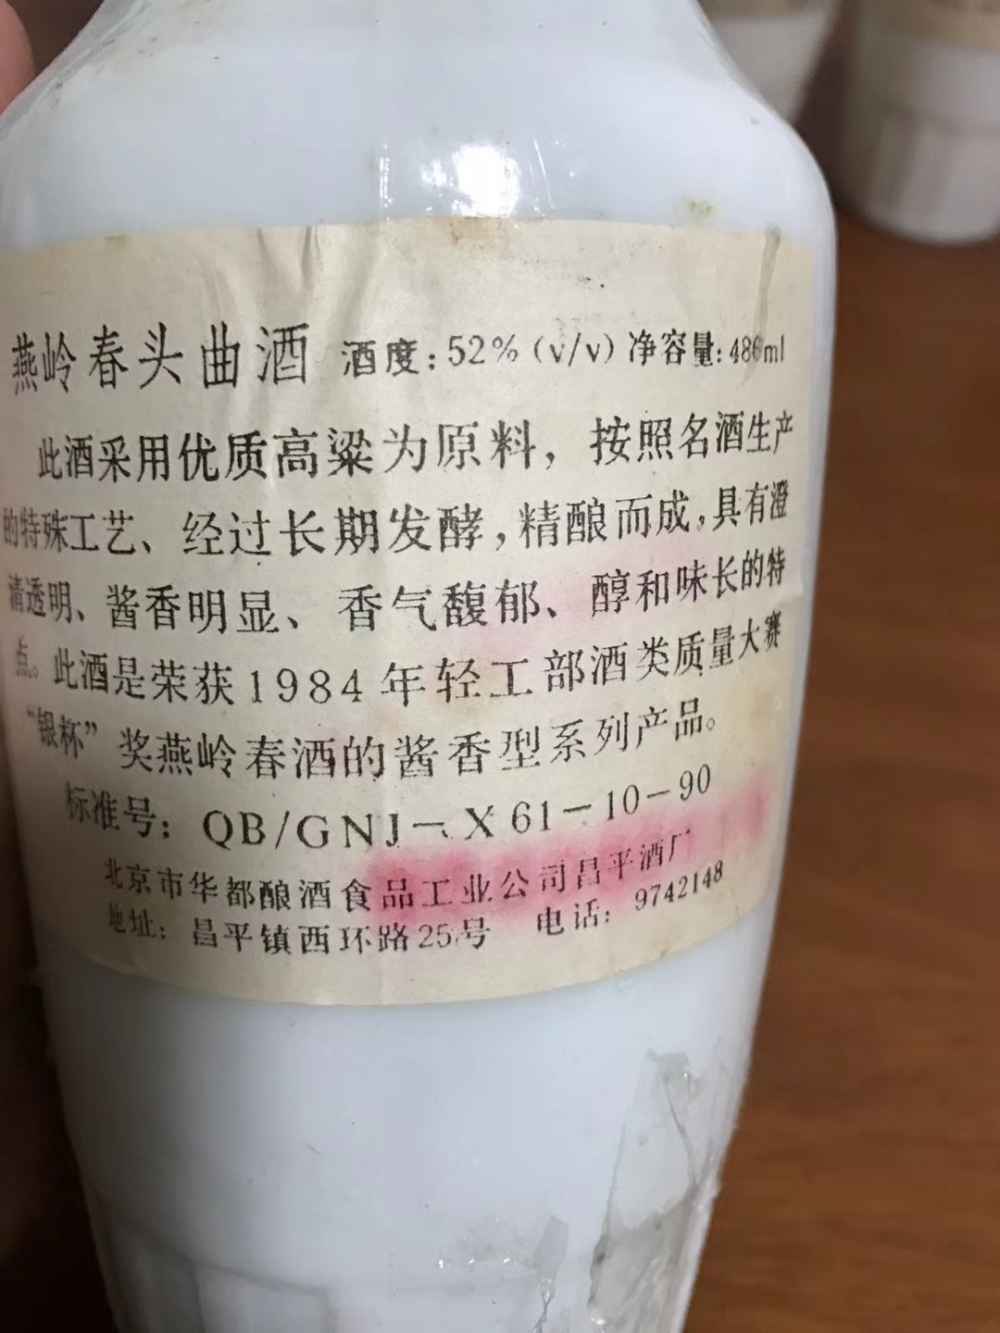 燕岭春头曲酒 酒度:52%(v/v)净容量:480ml
此酒采用优质高粱为原料，按照名酒生产
的特殊工艺、经过长期发酵,精酿而成,具有澄
清透明、酱香明显、香气馥郁、醇和味长的特
点。此酒是荣获1984年轻工部酒类质量大赛
“银杯”奖燕岭春酒的酱香型系列产品。
标准号:QB/GNJ-X61-10-90
北京市华都酿酒食品工业公司昌平酒厂
地址:昌平镇西环路25号 电话:9742148